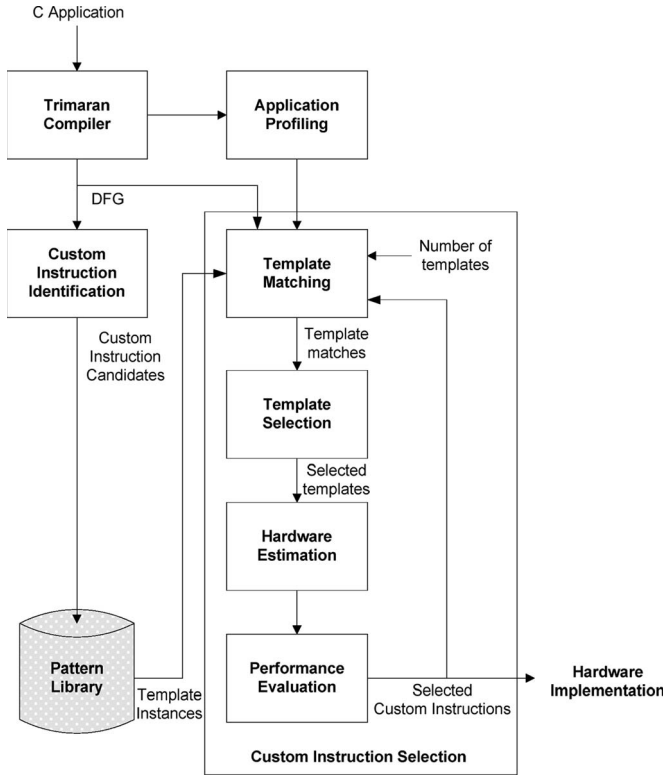 C Application
Trimaran
Compiler
Application
Profiling
DFG
Custom
Instruction
Identification
Template
Matching
Number of
templates
Custom
Instruction
Candidates
Template
matches
Template
Selection
Selected
templates
Hardware
Estimation
Pattern
Library
Template
Instances
Performance
Evaluation
Selected
Custom Instructions
Hardware
Implementation
Custom Instruction Selection